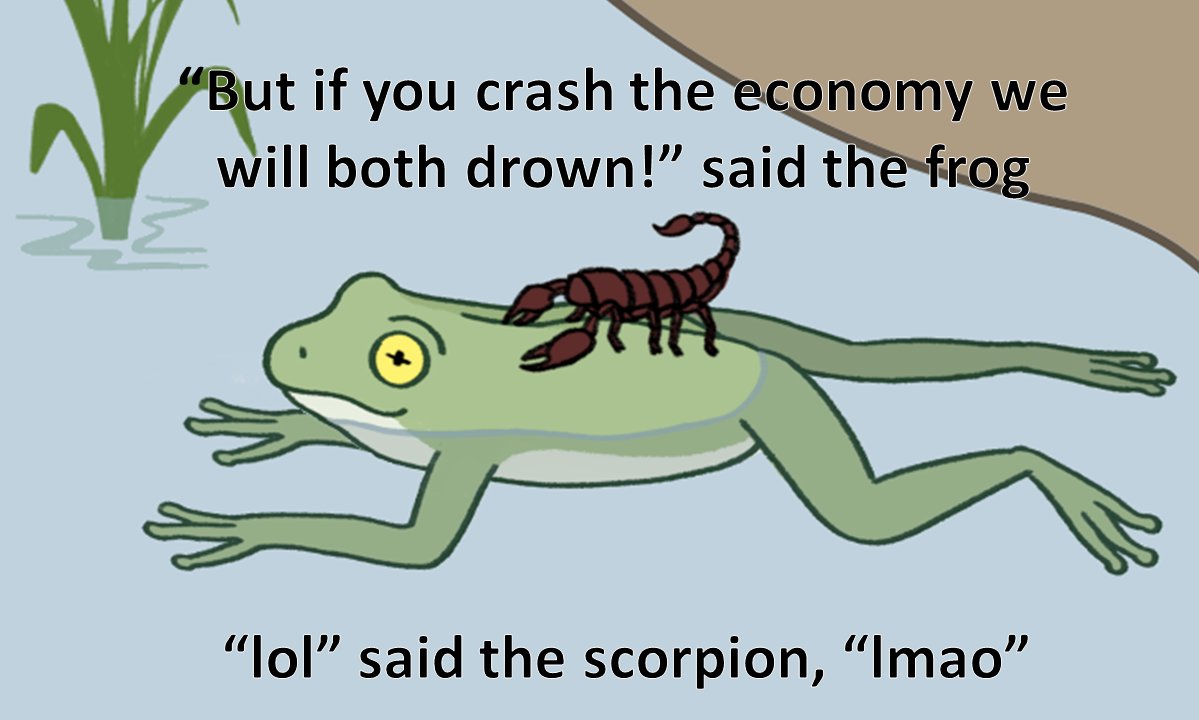 “But if you crash the economy we
will both drown!” said the frog
“lol” said the scorpion, “lmao”